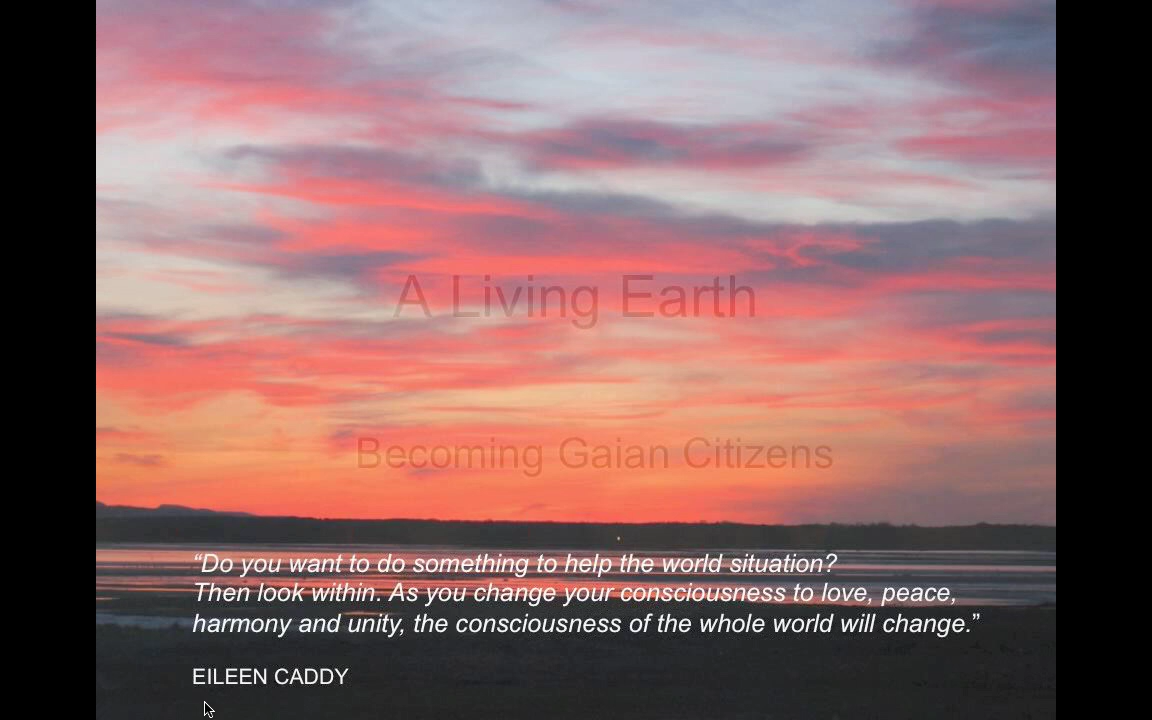 A Living Earth
Becoming Gaian Citizens
“Do you want to do something to help the world situation?
Then look within. As you change your consciousness to love, peace,
harmony and unity, the consciousness of the whole world will change.”
EILEEN CADDY